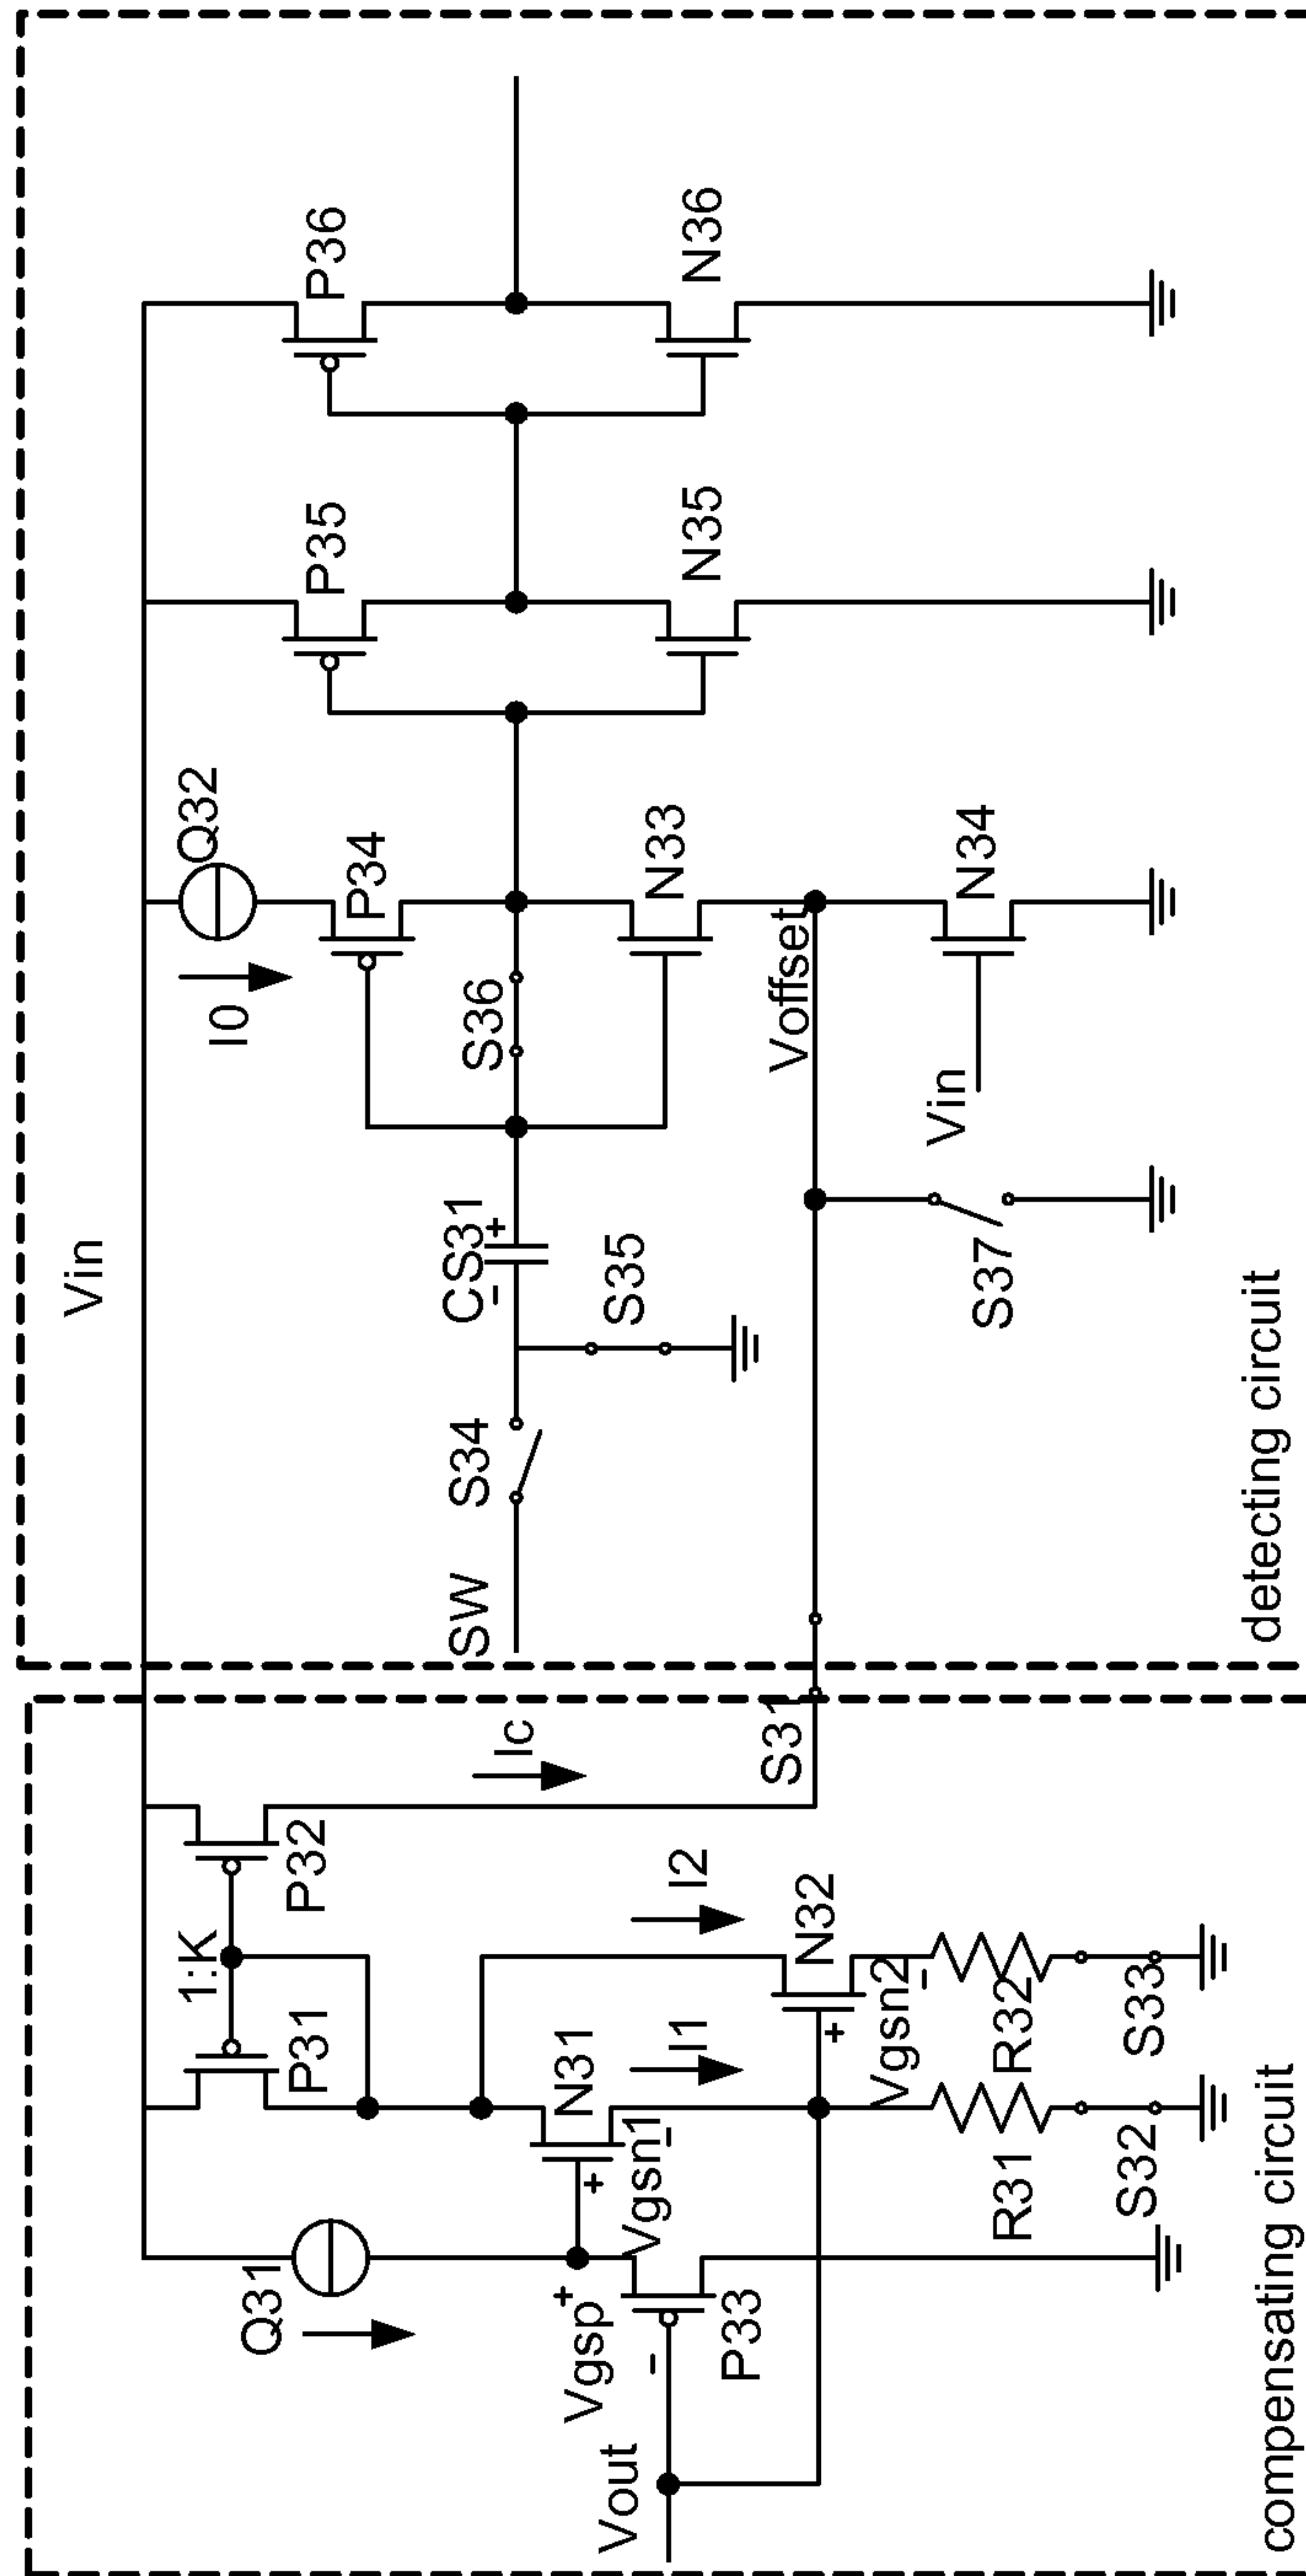 Vin
Q31
P31
1:K
P32
Ic
Vgsp
+
-
Vout
P33
N31
+
Vgsn1
-
I1
I2
N32
+
Vgsn2
-
R31
R32
S32
S33
S31
compensating circuit
SW
S34
S35
CS31
-
+
S36
I0
Q32
P34
N33
Voffset
Vin
N34
S37
P35
N35
P36
N36
detecting circuit